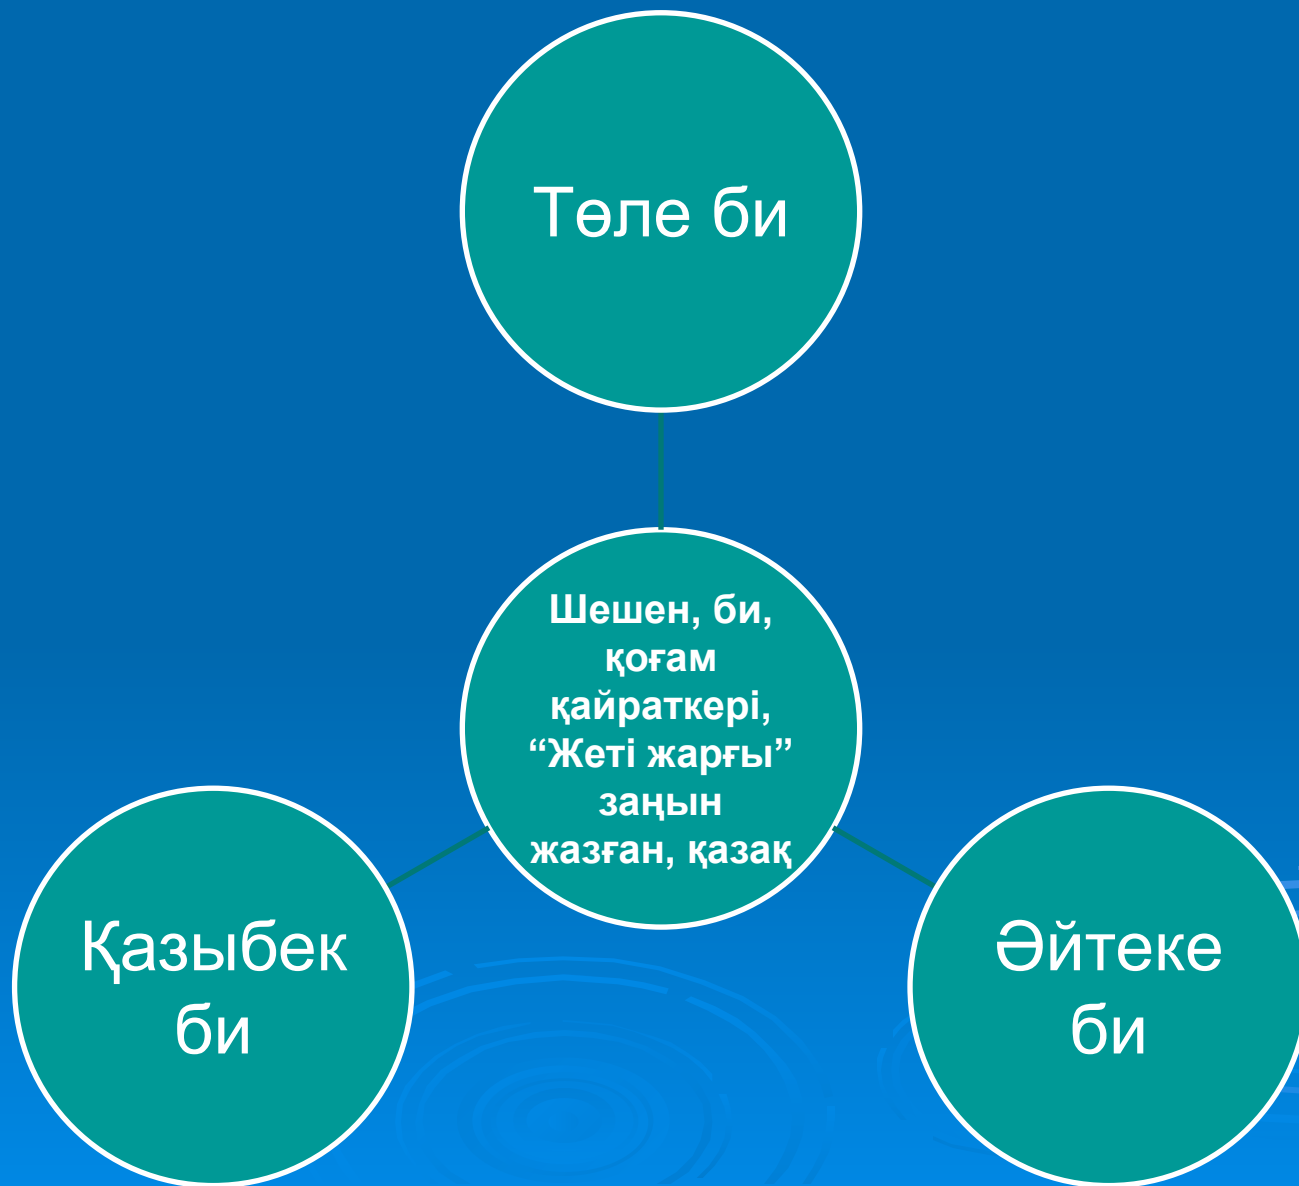 Төле би
Шешен, би,
қоғам
қайраткері,
“Жеті жарғы”
заңын
жазған, қазақ
Қазыбек
би
Әйтеке
би